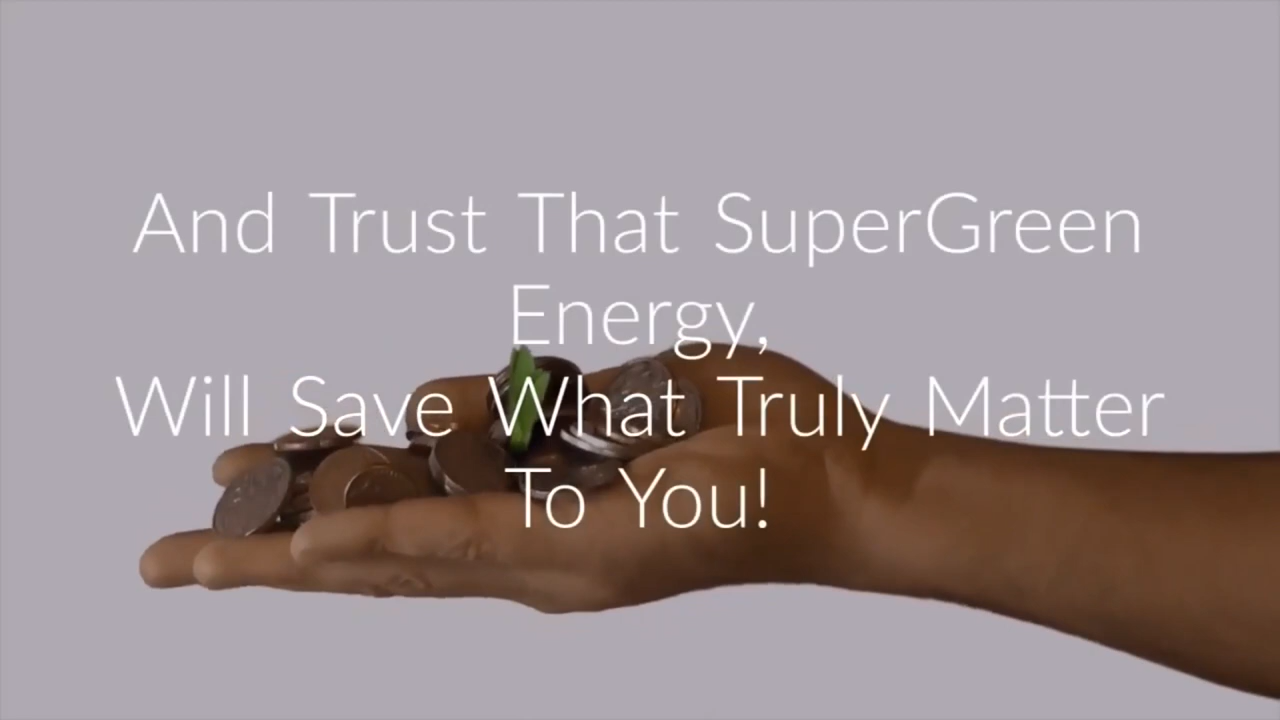 And Trust That SuperGreen
Energy,
Will Save What Truly Matter
To You!